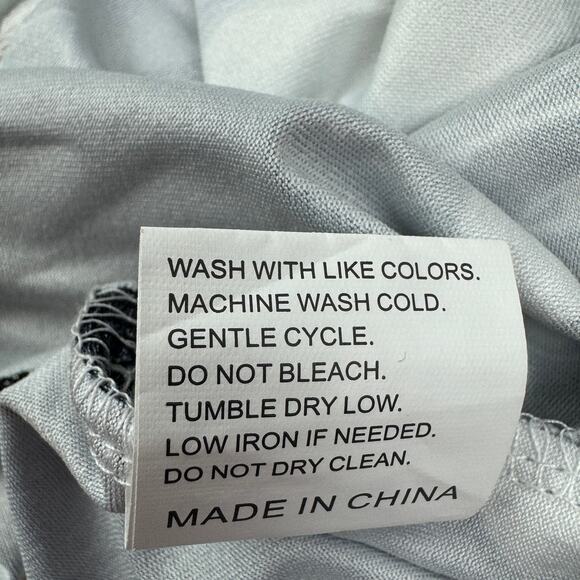 WASH WITH LIKE COLORS.
MACHINE WASH COLD.
GENTLE CYCLE.
DO NOT BLEACH.
TUMBLE DRY LOW.
LOW IRON IF NEEDED.
DO NOT DRY CLEAN.
MADE IN CHINA